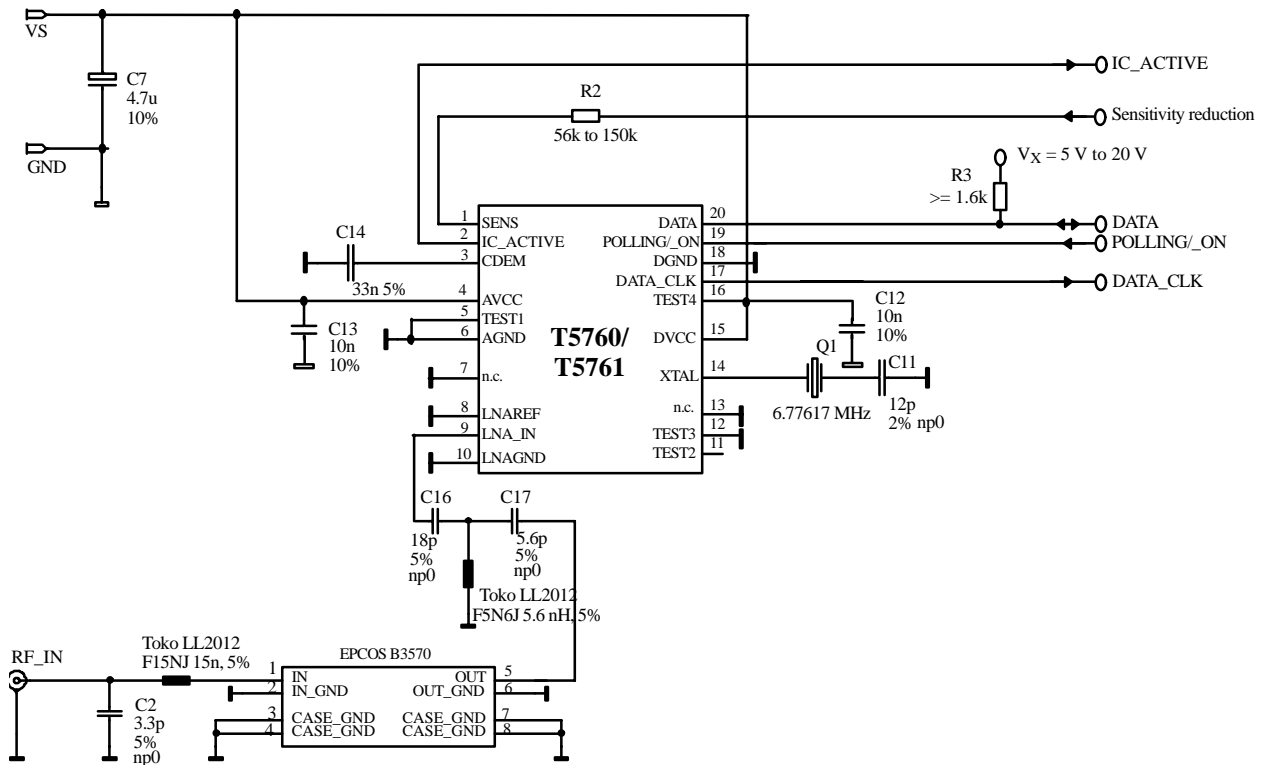 VS
C7
4.7u
10%
GND
IC_ACTIVE
R2
56k to 150k
Sensitivity reduction
VX = 5 V to 20 V
R3
>= 1.6k
DATA
POLLING/_ON
DATA_CLK
C14
33n 5%
C13
10n
10%
1 SENS
2 IC_ACTIVE
3 CDEM
4 AVCC
5 TEST1
6 AGND
7 n.c.
8 LNAREF
9 LNA_IN
10 LNAGND
T5760/
T5761
DATA 20
POLLING/_ON 19
DGND 18
DATA_CLK 17
TEST4 16
DVCC 15
XTAL 14
n.c. 13
TEST3 12
TEST2 11
C12
10n
10%
Q1
6.77617 MHz
C11
12p
2% np0
C16
18p
5%
np0
C17
5.6p
5%
np0
Toko LL2012
F5N6J 5.6 nH, 5%
RF_IN
C2
3.3p
5%
np0
Toko LL2012
F15NJ 15n, 5%
EPCOS B3570
1 IN
2 IN_GND
3 CASE_GND
4 CASE_GND
OUT 5
OUT_GND 6
CASE_GND 7
CASE_GND 8